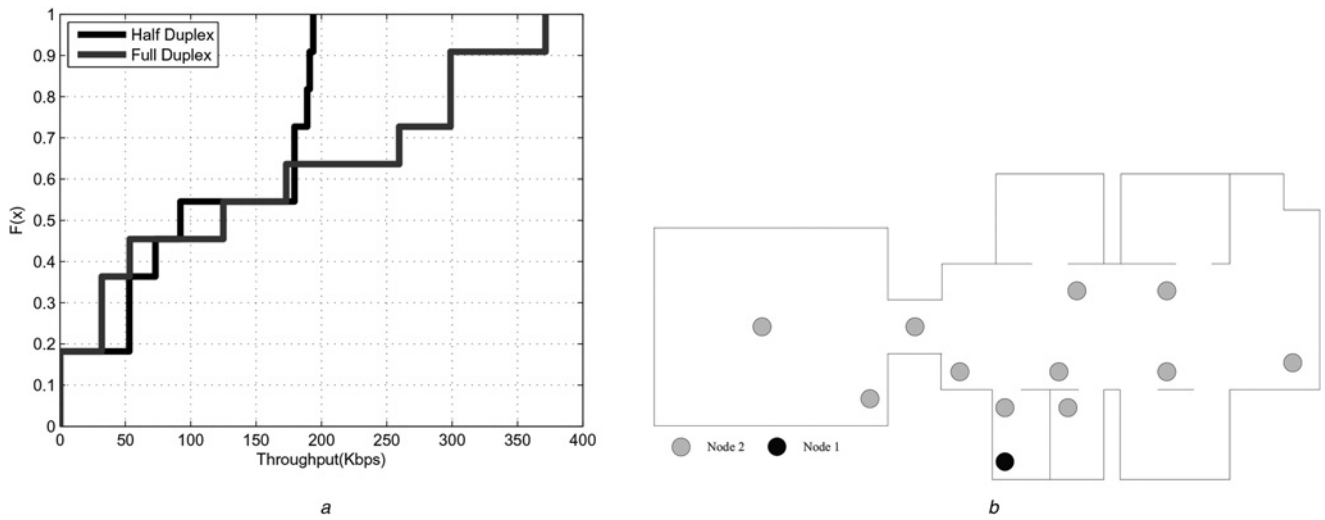 1
0.9
0.8
0.7
0.6
0.5
0.4
0.3
0.2
0.1
0
F(x)
Half Duplex
Full Duplex
0 50 100 150 200 250 300 350 400
Throughput(Kbps)
a
Node 2 Node 1
b